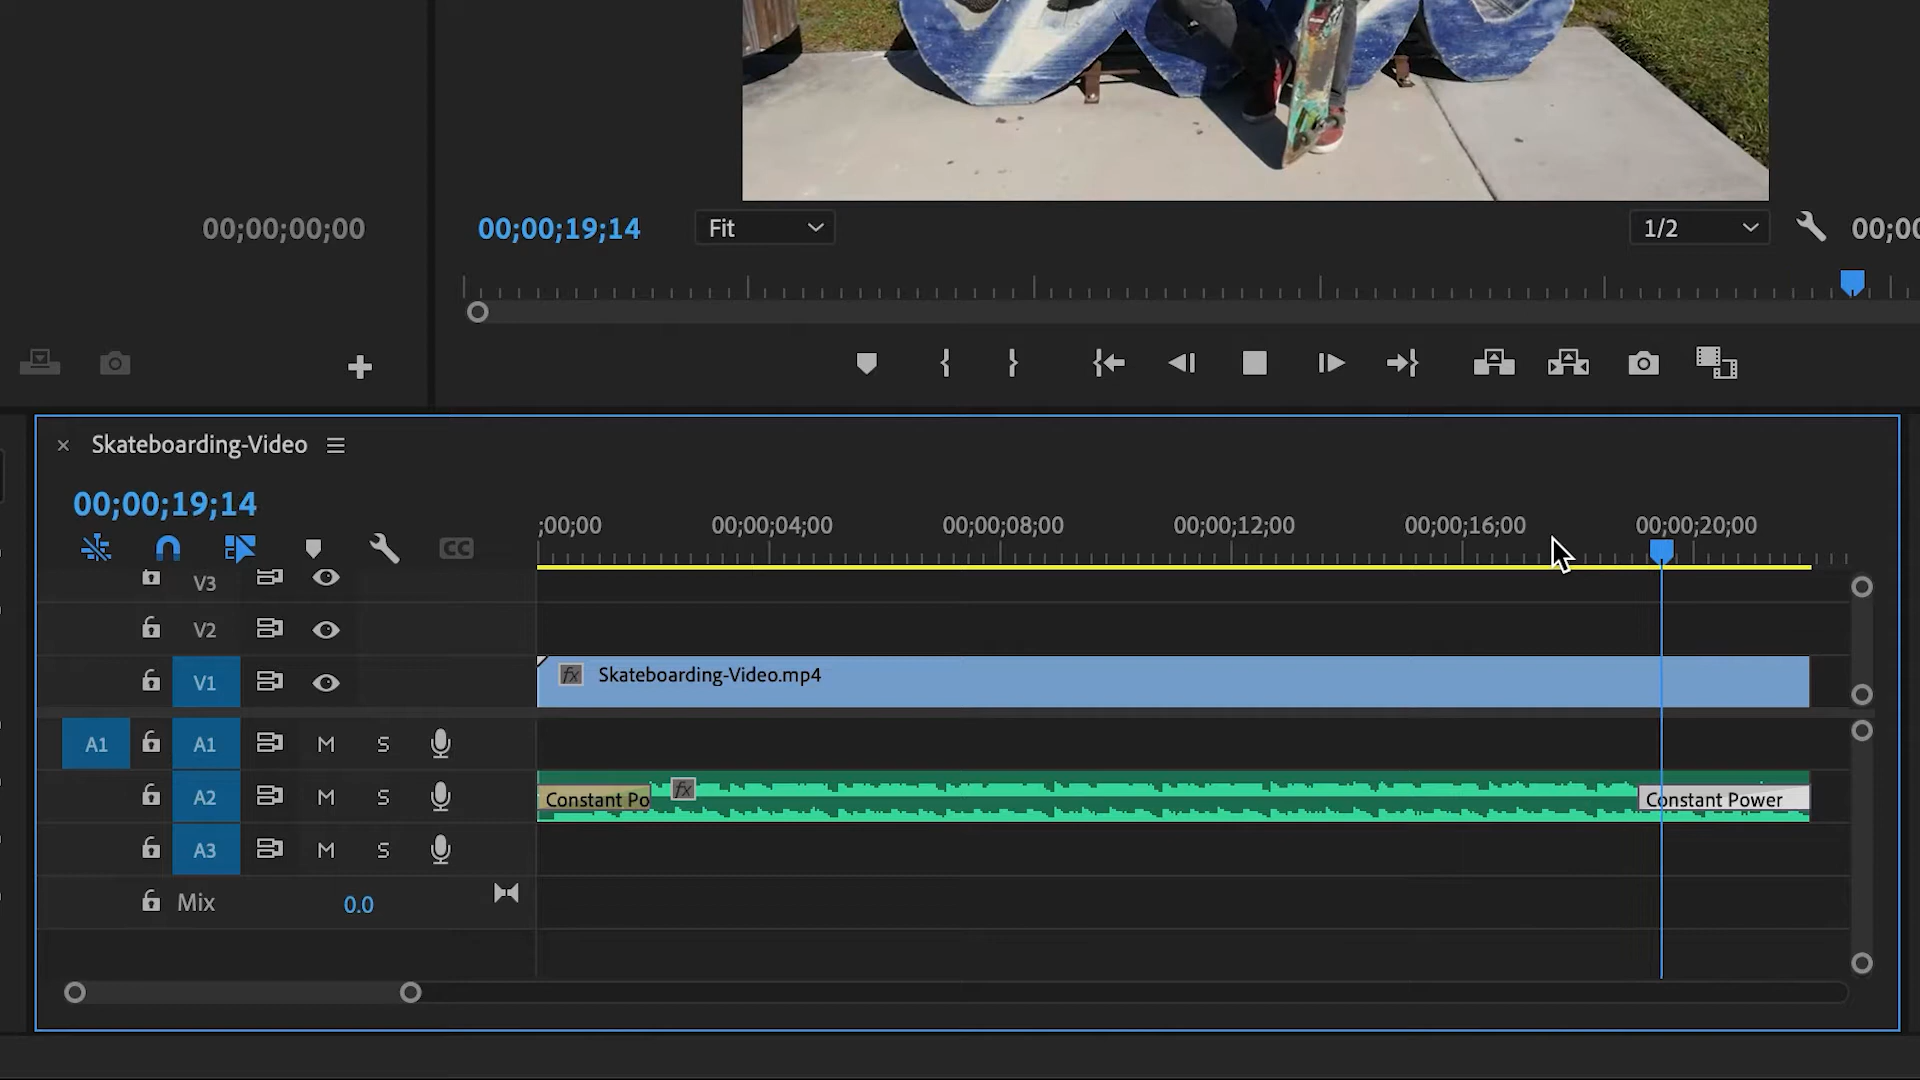 00;00;00;00
00;00;19;14
Fit
1/2
00;00
Skateboarding-Video
00;00;19;14
;00;00
00;00;04;00
00;00;08;00
00;00;12;00
00;00;16;00
00;00;20;00
CC
V3
V2
V1
fx Skateboarding-Video.mp4
A1
A1
M
S
A2
M
S
Constant Po
fx
Constant Power
A3
M
S
Mix
0.0